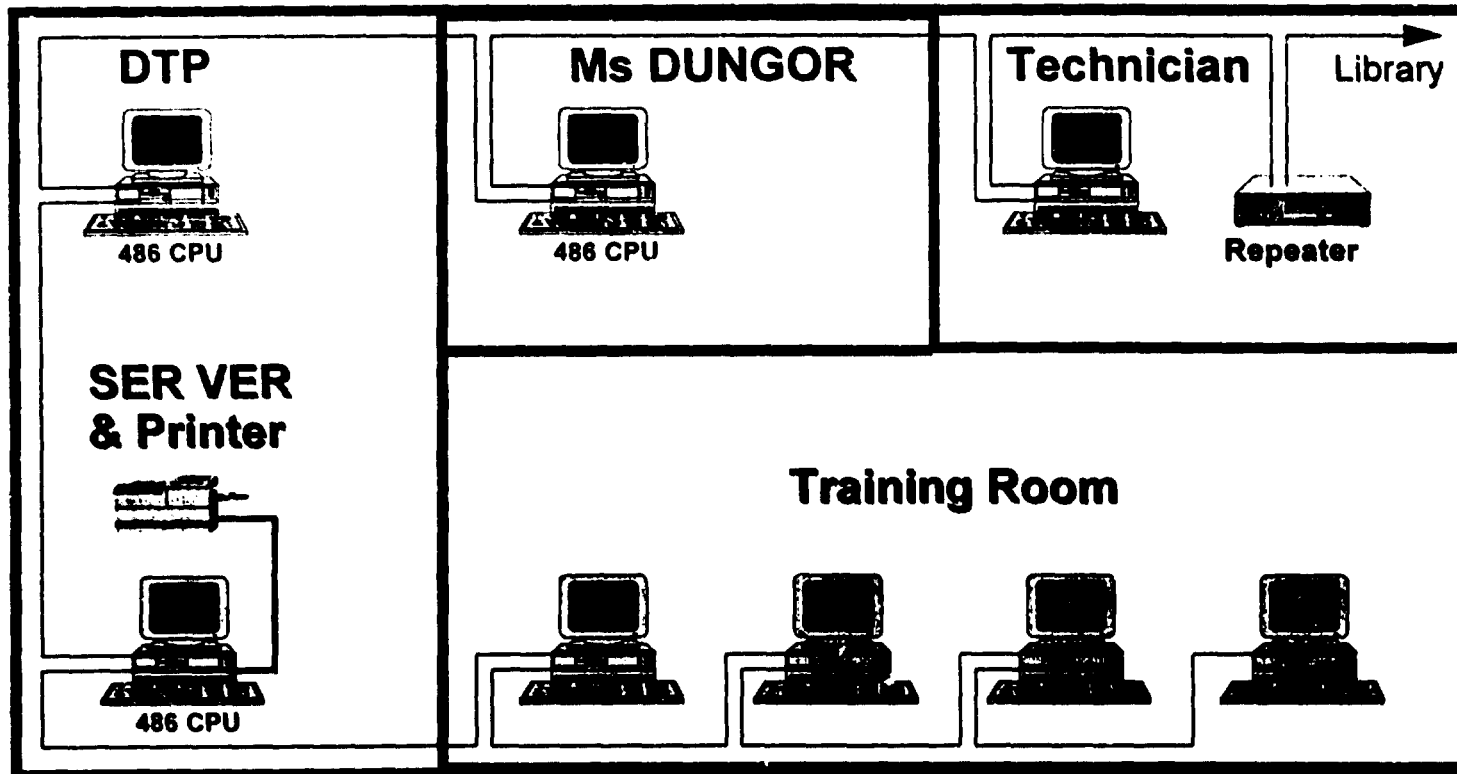 DTP
486 CPU
Ms DUNGOR
486 CPU
Technician
Library
Repeater
SER VER
& Printer
486 CPU
Training Room